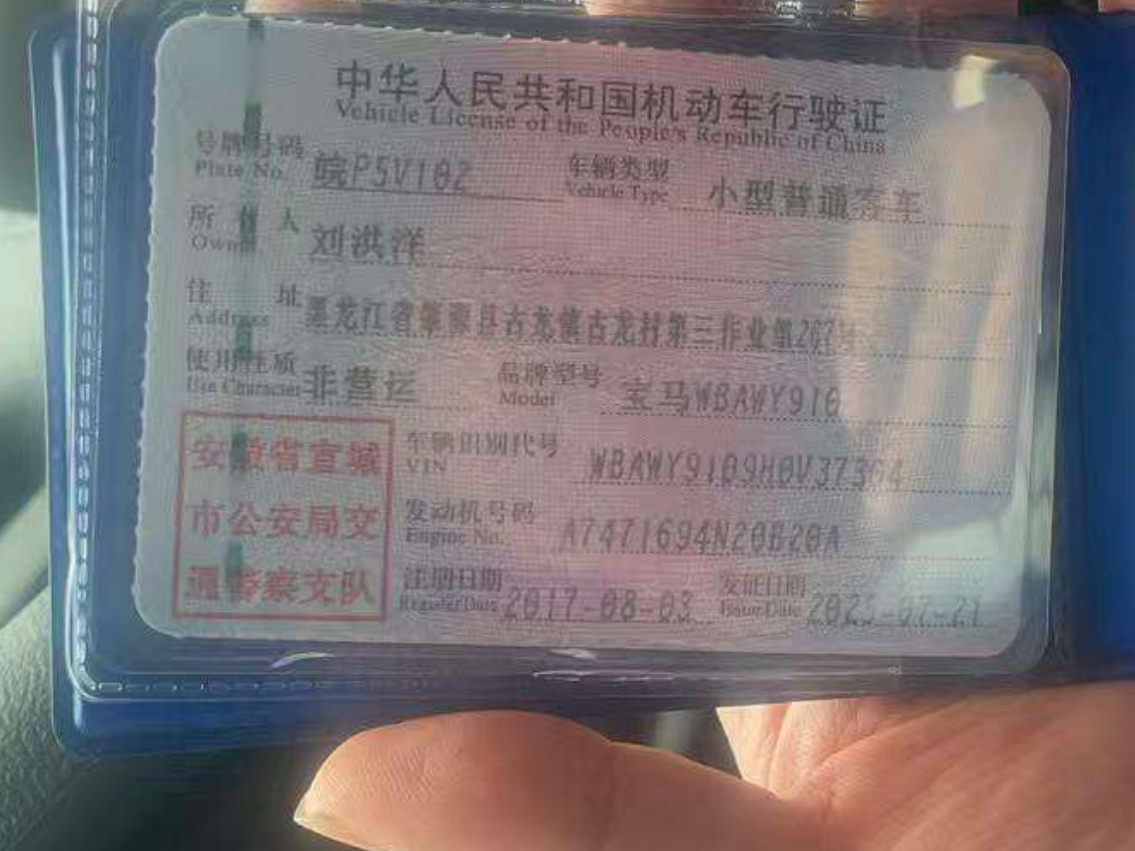 中华人民共和国机动车行驶证
Vehicle License of the People's Republic of China
号牌号码 皖P5V102 车辆类型 小型普通客车
Plate No. Vehicle Type
所有人 刘洪洋
Owner
住址 黑龙江省肇源县古龙镇古龙村第三作业组267号
Address
使用性质 非营运 品牌型号 宝马WBAWY910
Use Character Model
安徽省宣城
市公安局交
通警察支队
车辆识别代号 WBAWY9109H0V37364
VIN
发动机号码 A7471694N20B20A
Engine No.
注册日期 2017-08-03 发证日期 2023-07-21
Register Date Issue Date